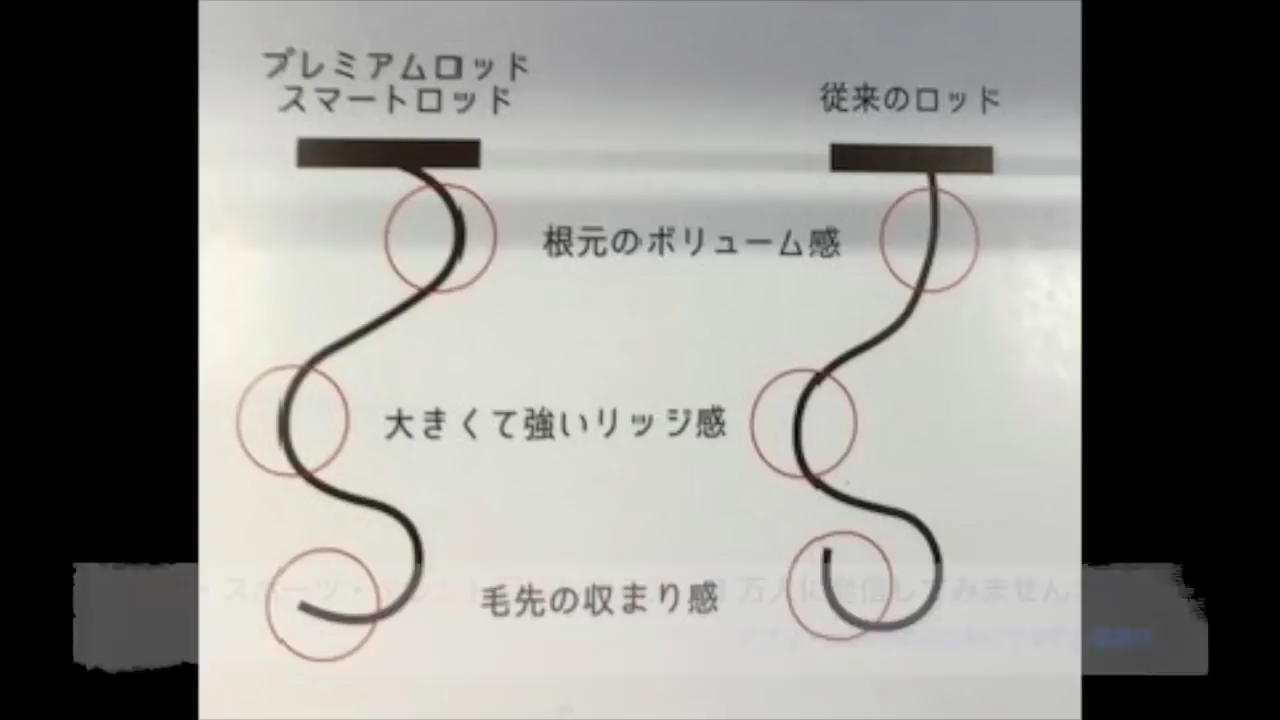 プレミアムロッド
スマートロッド
従来のロッド
根元のボリューム感
大きくて強いリッジ感
毛先の収まり感